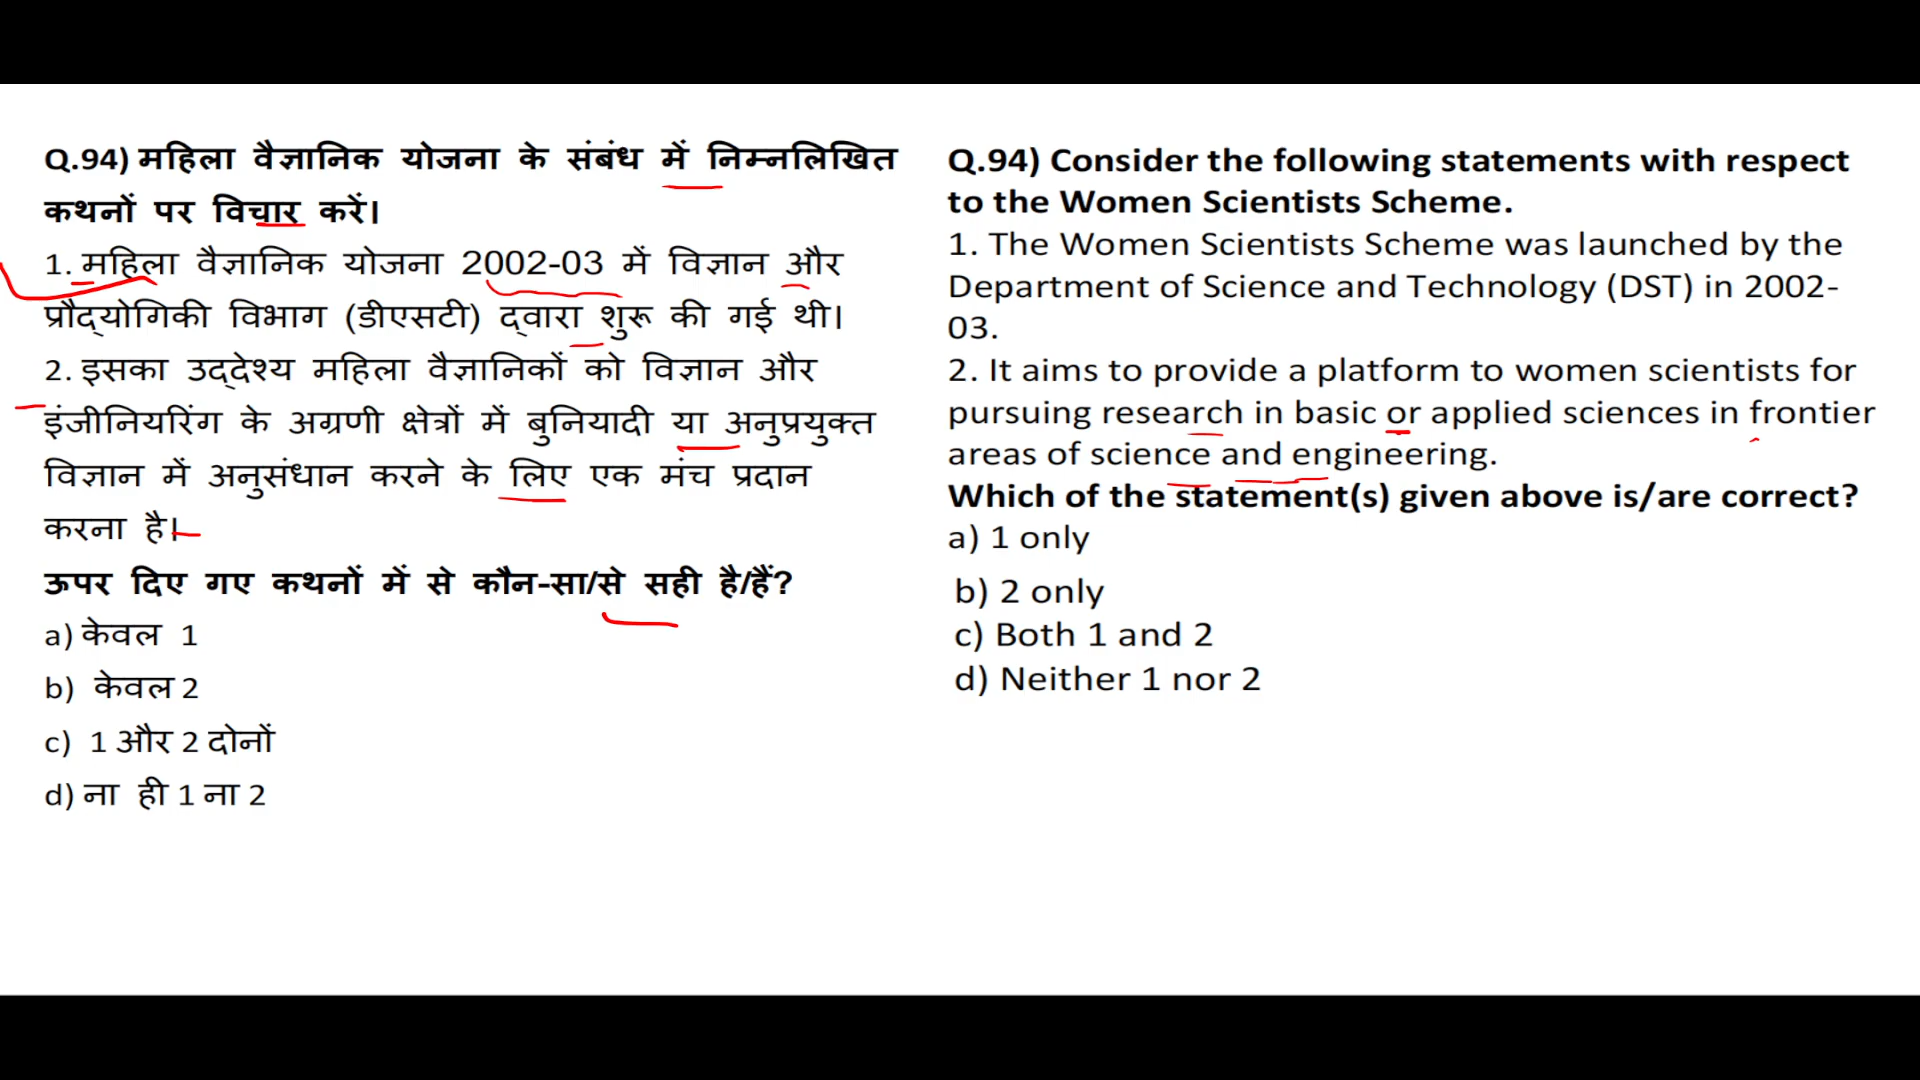 Q.94) महिला वैज्ञानिक योजना के संबंध में निम्नलिखित
कथनों पर विचार करें।
1. महिला वैज्ञानिक योजना 2002-03 में विज्ञान और
प्रौद्योगिकी विभाग (डीएसटी) द्वारा शुरू की गई थी।
2. इसका उद्देश्य महिला वैज्ञानिकों को विज्ञान और
इंजीनियरिंग के अग्रणी क्षेत्रों में बुनियादी या अनुप्रयुक्त
विज्ञान में अनुसंधान करने के लिए एक मंच प्रदान
करना है।
ऊपर दिए गए कथनों में से कौन-सा/से सही है/हैं?
a) केवल 1
b) केवल 2
c) 1 और 2 दोनों
d) ना ही 1 ना 2
Q.94) Consider the following statements with respect
to the Women Scientists Scheme.
1. The Women Scientists Scheme was launched by the
Department of Science and Technology (DST) in 2002-
03.
2. It aims to provide a platform to women scientists for
pursuing research in basic or applied sciences in frontier
areas of science and engineering.
Which of the statement(s) given above is/are correct?
a) 1 only
b) 2 only
c) Both 1 and 2
d) Neither 1 nor 2